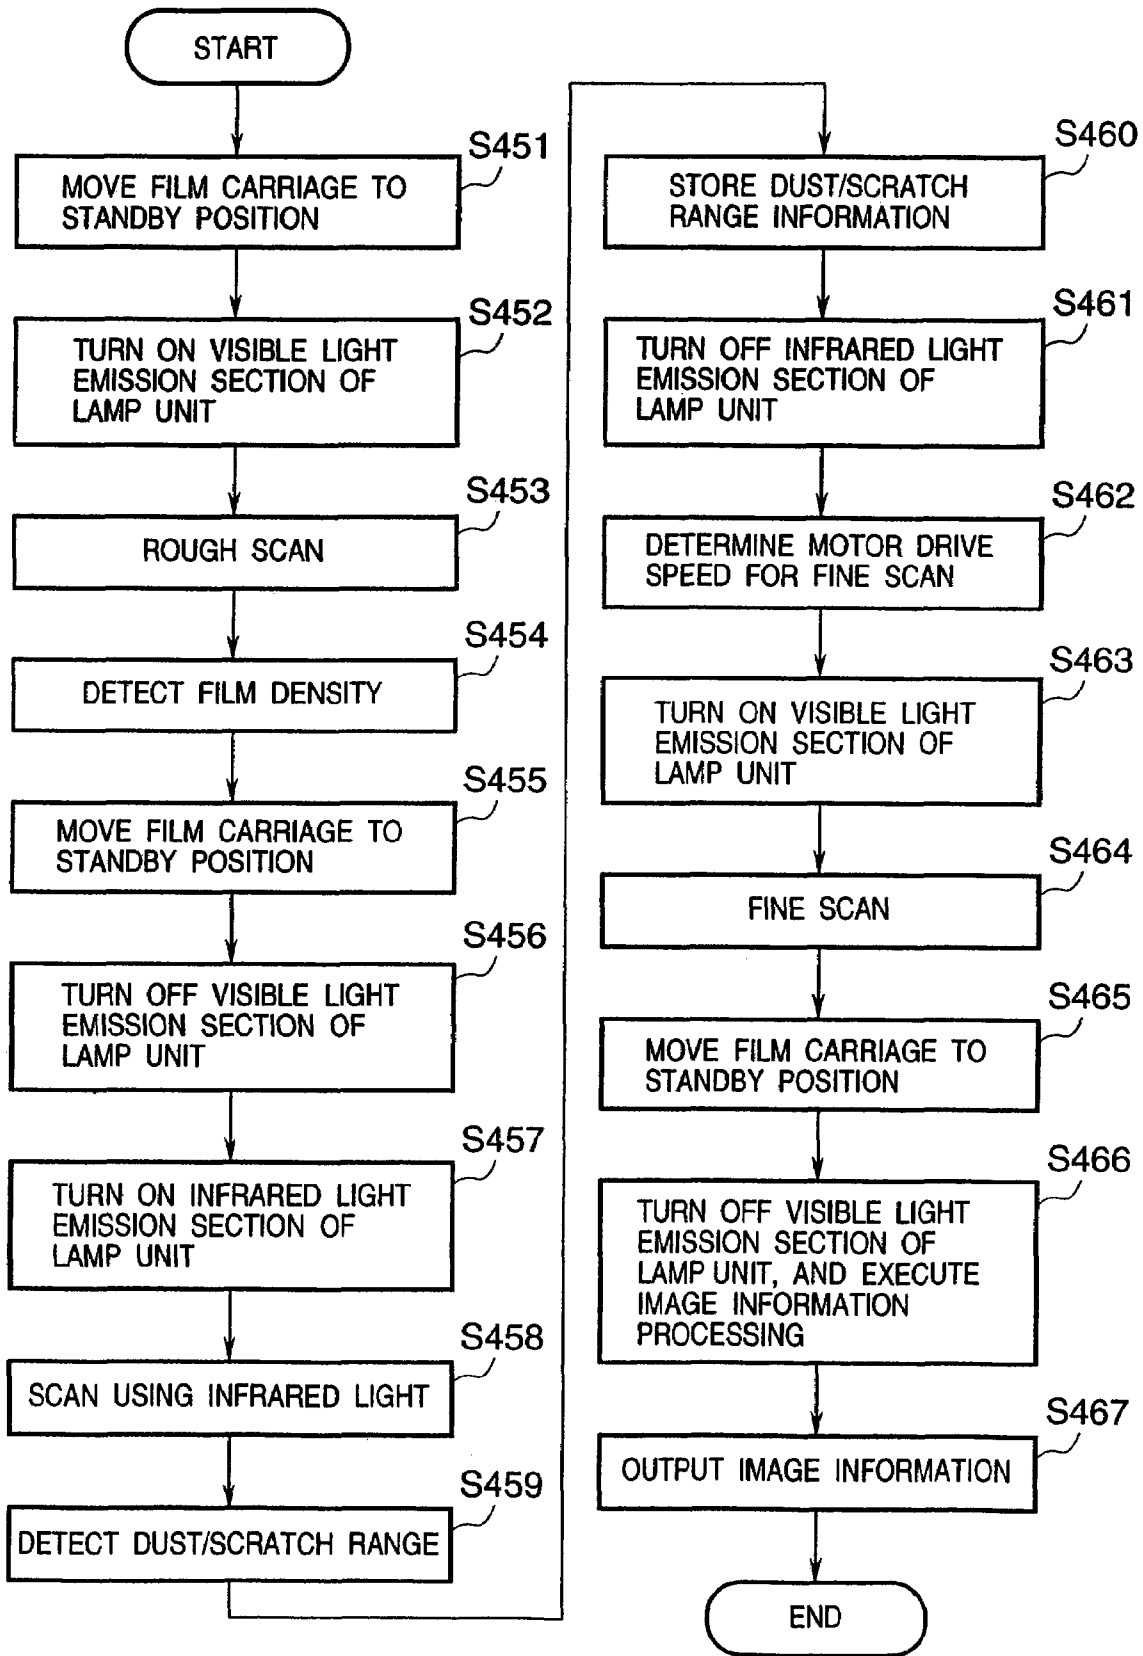 START
S451
MOVE FILM CARRIAGE TO
STANDBY POSITION
S452
TURN ON VISIBLE LIGHT
EMISSION SECTION OF
LAMP UNIT
S453
ROUGH SCAN
S454
DETECT FILM DENSITY
S455
MOVE FILM CARRIAGE TO
STANDBY POSITION
S456
TURN OFF VISIBLE LIGHT
EMISSION SECTION OF
LAMP UNIT
S457
TURN ON INFRARED LIGHT
EMISSION SECTION OF
LAMP UNIT
S458
SCAN USING INFRARED LIGHT
S459
DETECT DUST/SCRATCH RANGE
S460
STORE DUST/SCRATCH
RANGE INFORMATION
S461
TURN OFF INFRARED LIGHT
EMISSION SECTION OF
LAMP UNIT
S462
DETERMINE MOTOR DRIVE
SPEED FOR FINE SCAN
S463
TURN ON VISIBLE LIGHT
EMISSION SECTION OF
LAMP UNIT
S464
FINE SCAN
S465
MOVE FILM CARRIAGE TO
STANDBY POSITION
S466
TURN OFF VISIBLE LIGHT
EMISSION SECTION OF
LAMP UNIT, AND EXECUTE
IMAGE INFORMATION
PROCESSING
S467
OUTPUT IMAGE INFORMATION
END